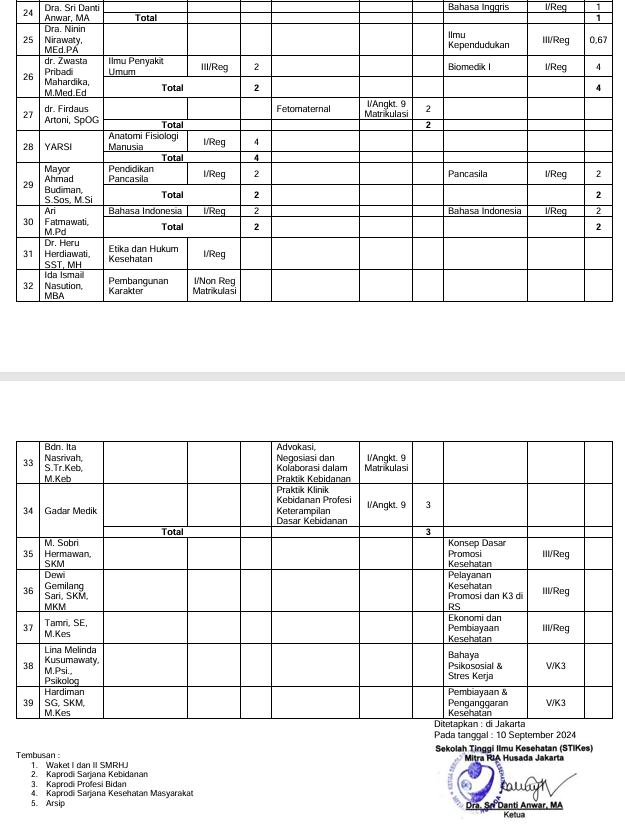 24 Dra. Sri Danti Anwar, MA Bahasa Inggris I/Reg 1
Total 1
25 Dra. Ninin Nirawaty, MEd.PA Ilmu Kependudukan III/Reg 0,67
26 dr. Zwasta Pribadi Mahardika, M.Med.Ed Ilmu Penyakit Umum III/Reg 2 Biomedik I I/Reg 4
Total 2 4
27 dr. Firdaus Artoni, SpOG Fetomaternal I/Angkt. 9 Matrikulasi 2
Total 2
28 YARSI Anatomi Fisiologi Manusia I/Reg 4
Total 4
29 Mayor Ahmad Budiman, S.Sos, M.Si Pendidikan Pancasila I/Reg 2 Pancasila I/Reg 2
Total 2 2
30 Ari Fatmawati, M.Pd Bahasa Indonesia I/Reg 2 Bahasa Indonesia I/Reg 2
Total 2 2
31 Dr. Heru Herdiawati, SST, MH Etika dan Hukum Kesehatan I/Reg
32 Ida Ismail Nasution, MBA Pembangunan Karakter I/Non Reg Matrikulasi
33 Bdn. Ita Nasrivah, S.Tr.Keb, M.Keb Advokasi, Negosiasi dan Kolaborasi dalam Praktik Kebidanan I/Angkt. 9 Matrikulasi
34 Gadar Medik Praktik Klinik Kebidanan Profesi Keterampilan Dasar Kebidanan I/Angkt. 9 3
Total 3
35 M. Sobri Hermawan, SKM Konsep Dasar Promosi Kesehatan III/Reg
36 Dewi Gemilang Sari, SKM, MKM Pelayanan Kesehatan Promosi dan K3 di RS III/Reg
37 Tamri, SE, M.Kes Ekonomi dan Pembiayaan Kesehatan III/Reg
38 Lina Melinda Kusumawaty, M.Psi., Psikolog Bahaya Psikososial & Stres Kerja V/K3
39 Hardiman SG, SKM, M.Kes Pembiayaan & Penganggaran Kesehatan V/K3
Ditetapkan : di Jakarta
Pada tanggal : 10 September 2024
Sekolah Tinggi Ilmu Kesehatan (STIKes)
Mitra RIA Husada Jakarta
Dra. Sri Danti Anwar, MA
Ketua
Tembusan :
1. Waket I dan II SMRHJ
2. Kaprodi Sarjana Kebidanan
3. Kaprodi Profesi Bidan
4. Kaprodi Sarjana Kesehatan Masyarakat
5. Arsip